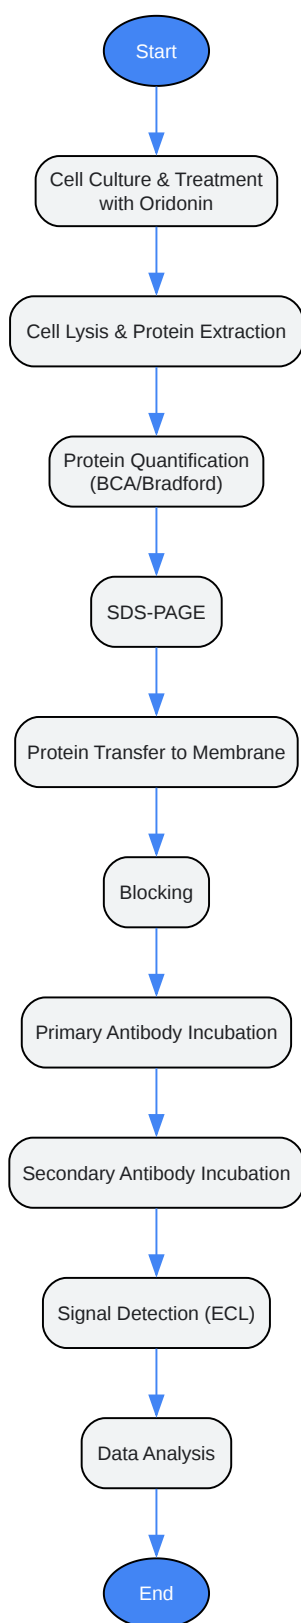 Start
Cell Culture & Treatment
with Oridonin
Cell Lysis & Protein Extraction
Protein Quantification
(BCA/Bradford)
SDS-PAGE
Protein Transfer to Membrane
Blocking
Primary Antibody Incubation
Secondary Antibody Incubation
Signal Detection (ECL)
Data Analysis
End